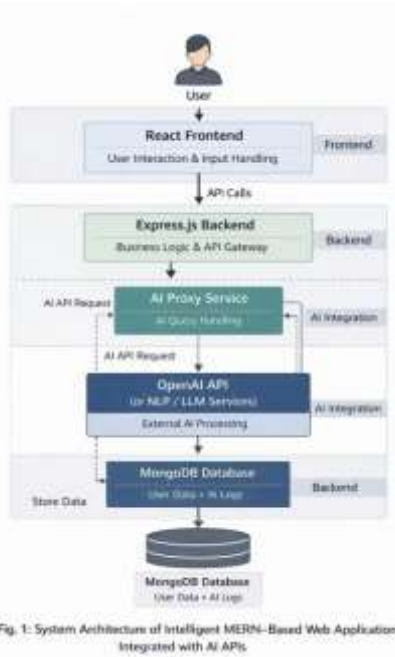 User
React Frontend
User Interaction & Input Handling
Frontend
API Calls
Express.js Backend
Business Logic & API Gateway
Backend
AI API Request
AI Proxy Service
AI Query Handling
AI Integration
AI API Request
OpenAI API
(or NLP / LLM Services)
External AI Processing
AI Integration
MongoDB Database
User Data + AI Logs
Backend
Store Data
MongoDB Database
User Data + AI Logs
Fig. 1: System Architecture of Intelligent MERN–Based Web Application
Integrated with AI APIs